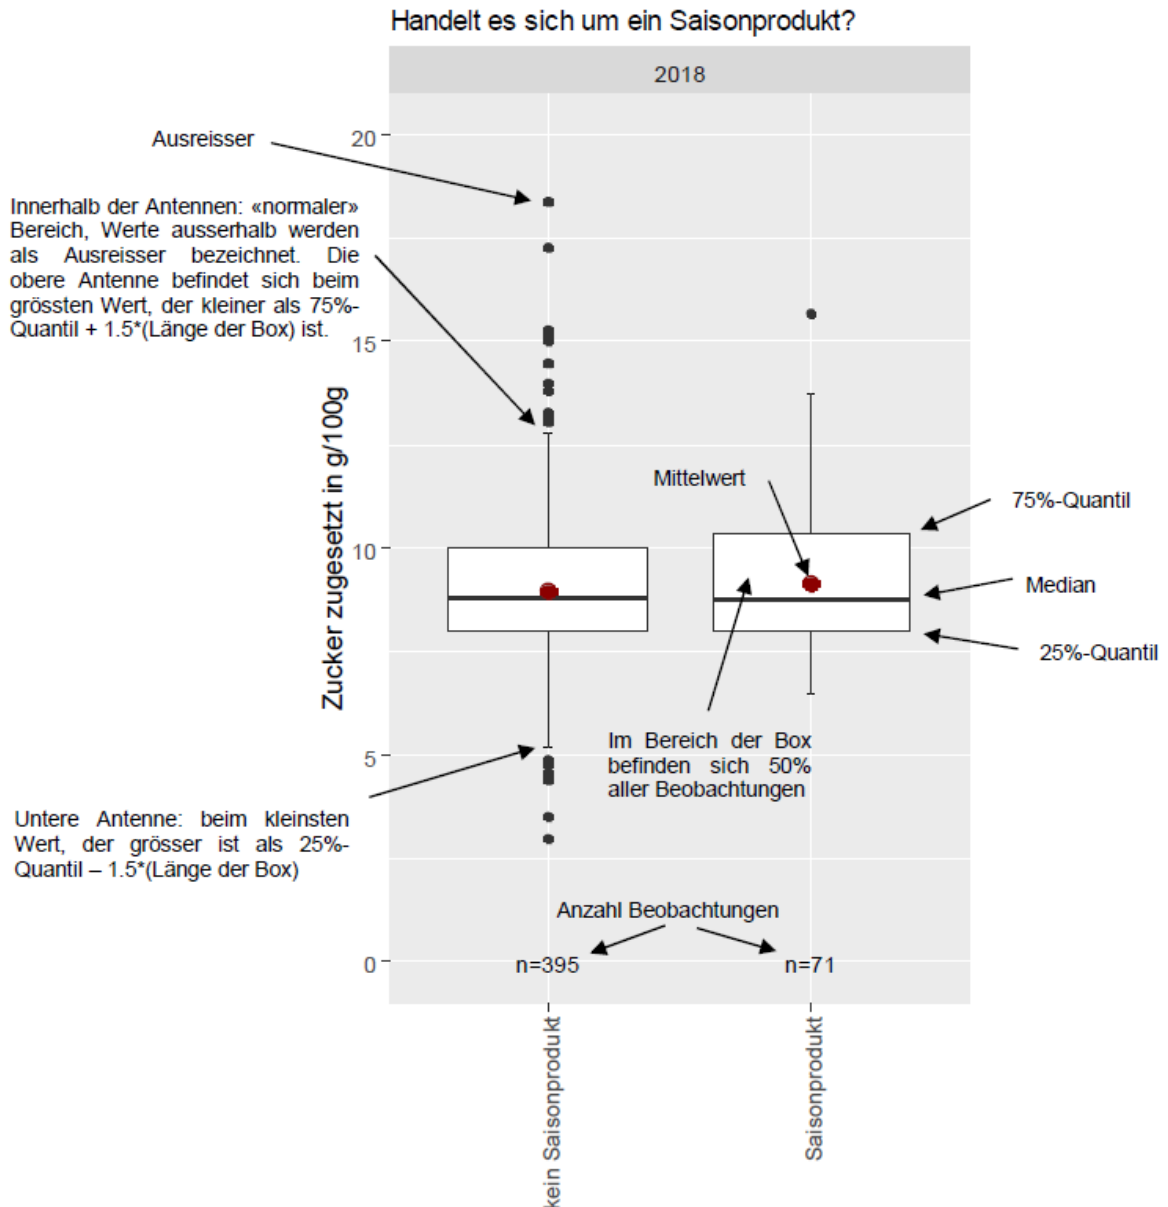 Handelt es sich um ein Saisonprodukt?
2018
20
15
10
5
0
Zucker zugesetzt in g/100g
Ausreisser
Innerhalb der Antennen: «normaler»
Bereich, Werte ausserhalb werden
als Ausreisser bezeichnet. Die
obere Antenne befindet sich beim
grössten Wert, der kleiner als 75%-
Quantil + 1.5*(Länge der Box) ist.
Mittelwert
75%-Quantil
Median
25%-Quantil
Im Bereich der Box
befinden sich 50%
aller Beobachtungen
Untere Antenne: beim kleinsten
Wert, der grösser ist als 25%-
Quantil – 1.5*(Länge der Box)
Anzahl Beobachtungen
n=395
n=71
kein Saisonprodukt
Saisonprodukt